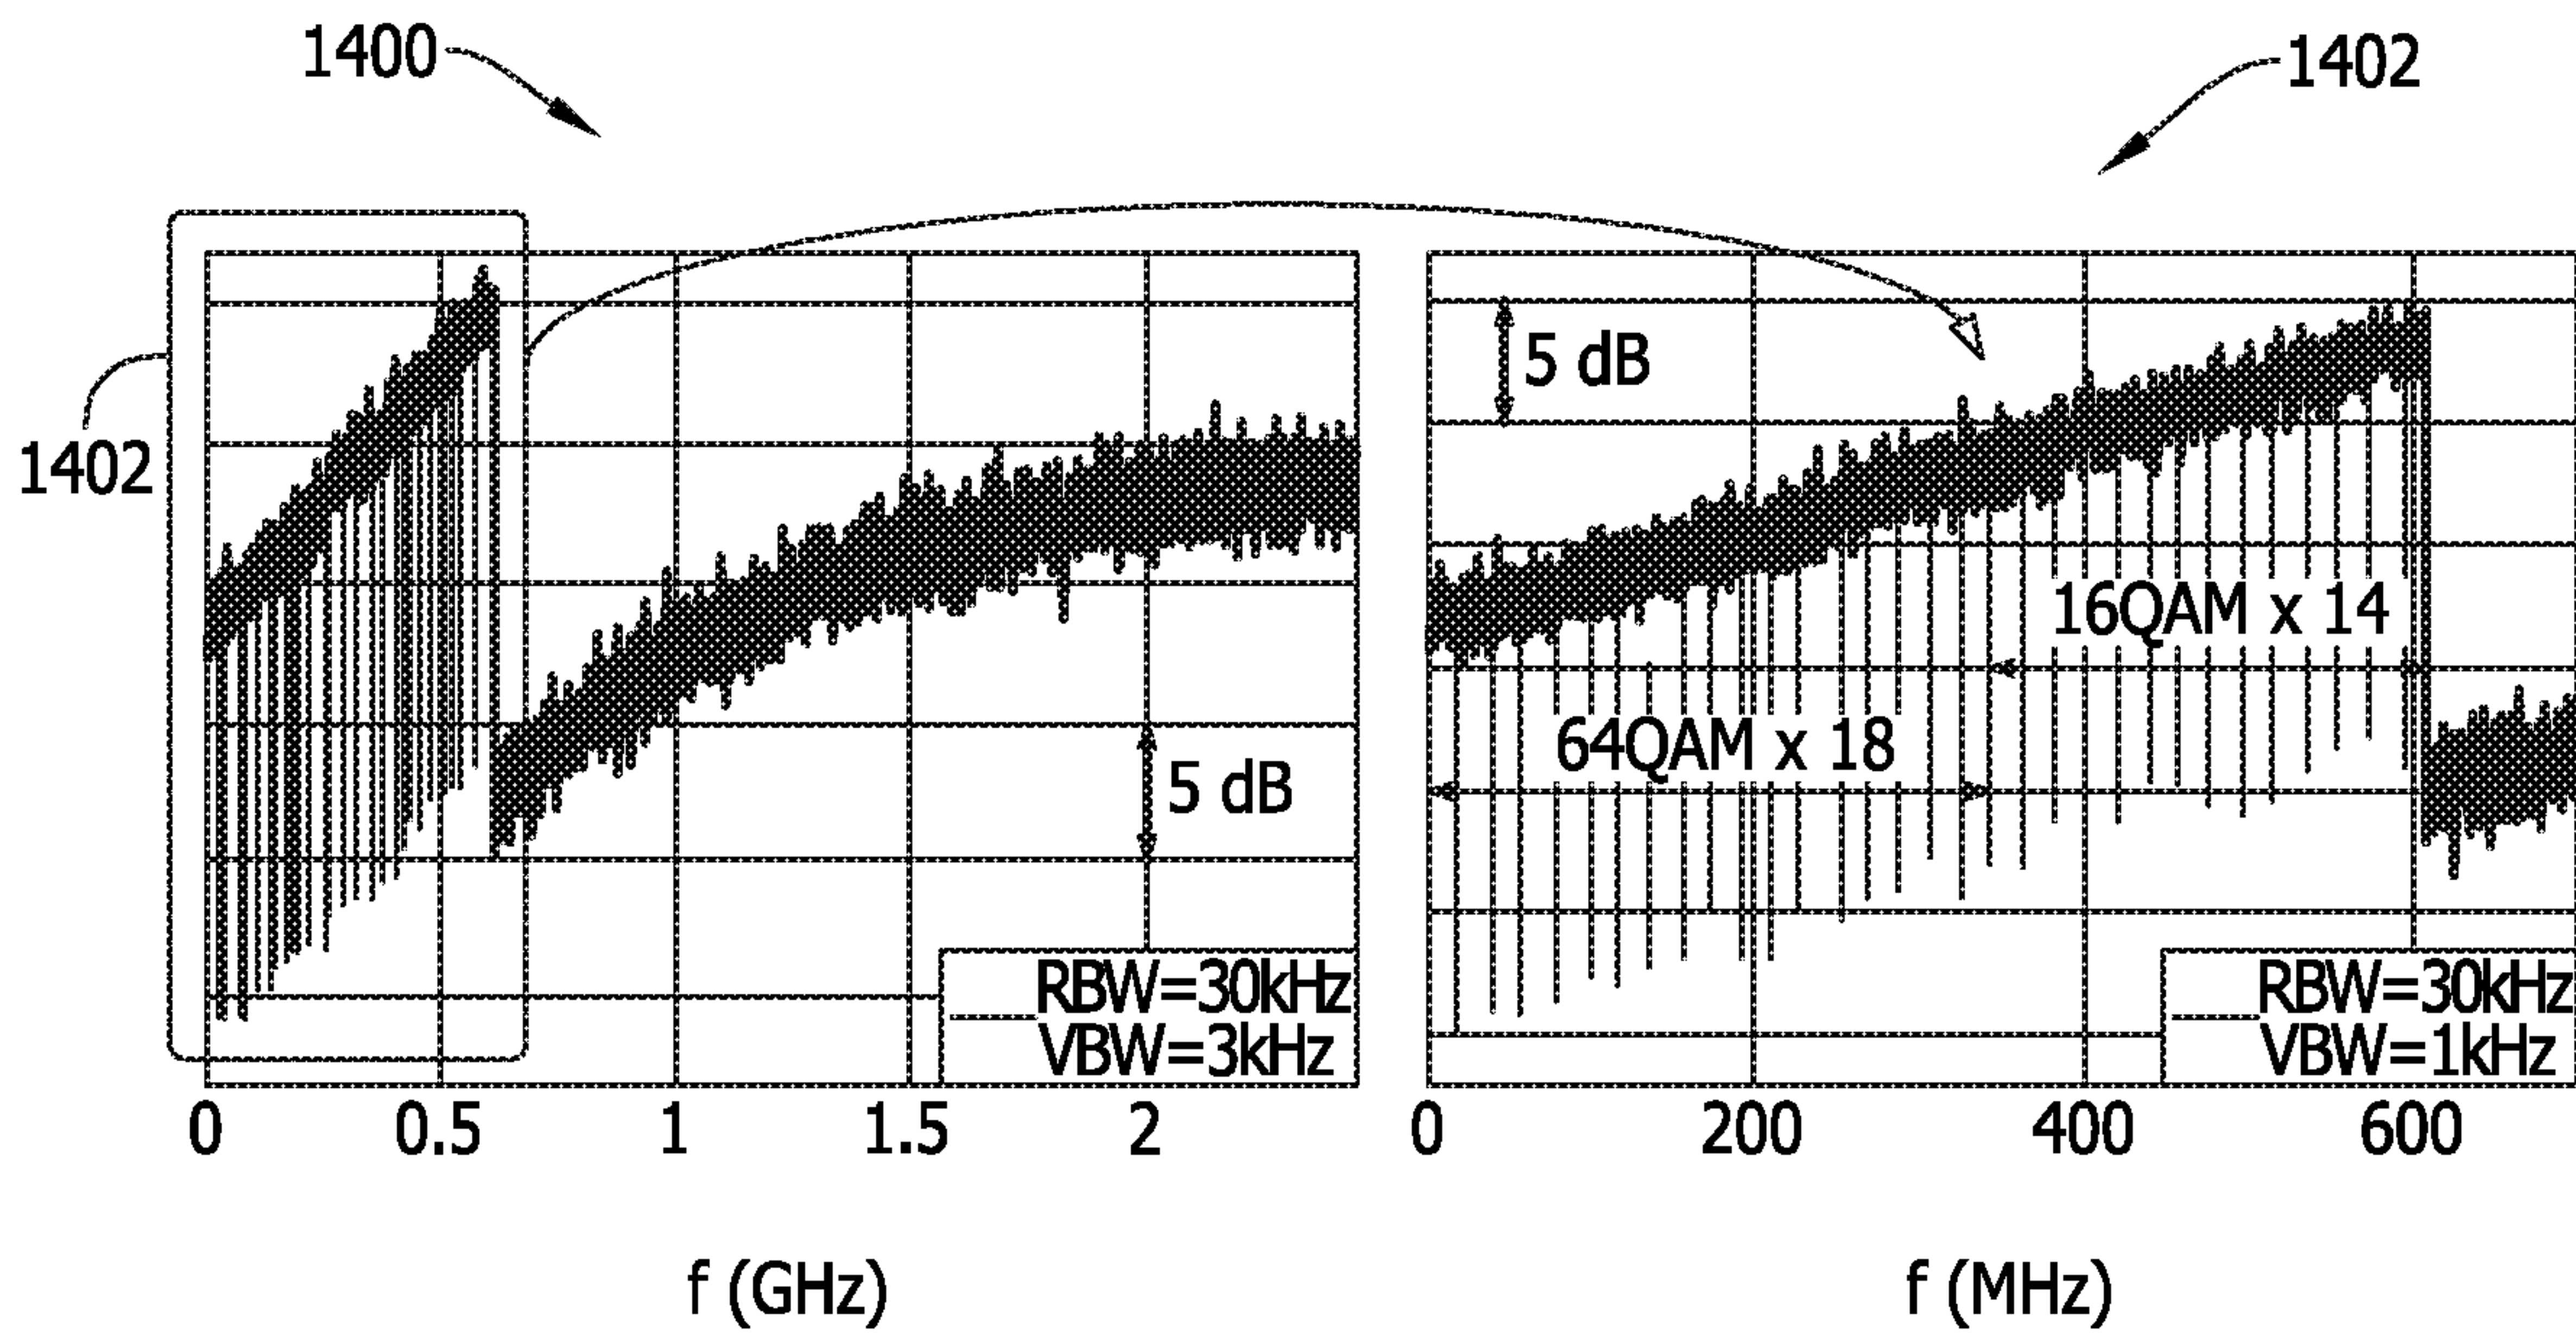 1400
1402
1402
5 dB
RBW=30kHz
VBW=3kHz
0
0.5
1
1.5
2
f (GHz)
5 dB
16QAM x 14
64QAM x 18
RBW=30kHz
VBW=1kHz
0
200
400
600
f (MHz)